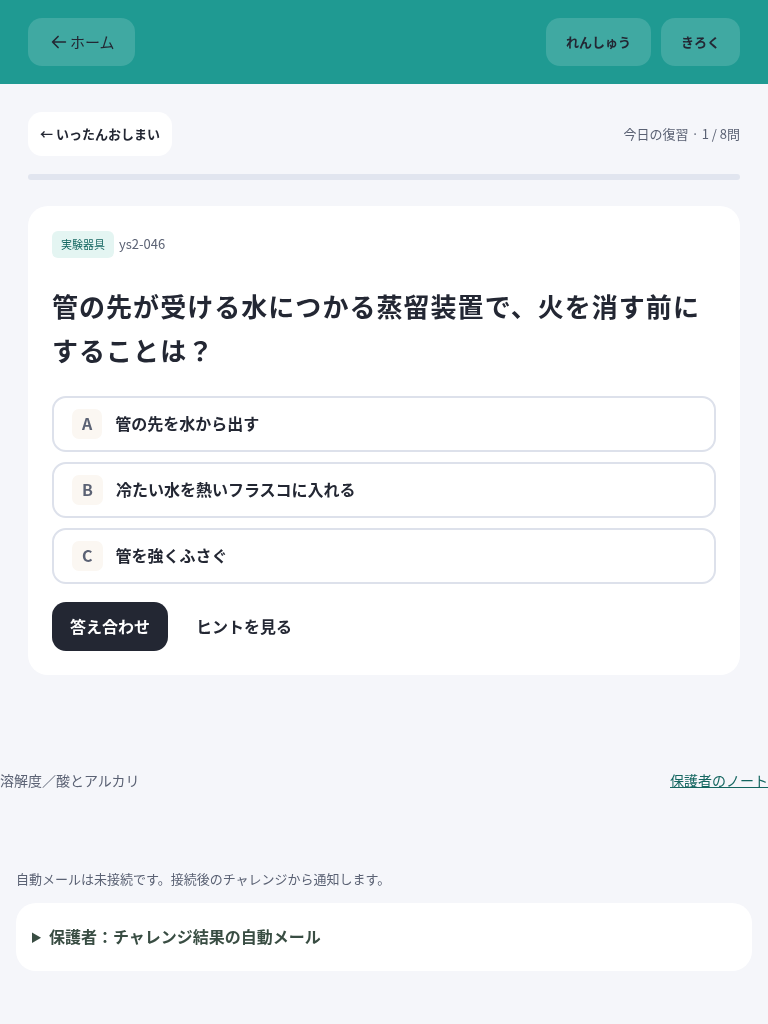 ← ホーム
れんしゅう
きろく
← いったんおしまい
今日の復習 · 1 / 8問
実験器具
ys2-046
管の先が受ける水につかる蒸留装置で、火を消す前に
することは？
A 管の先を水から出す
B 冷たい水を熱いフラスコに入れる
C 管を強くふさぐ
答え合わせ
ヒントを見る
溶解度／酸とアルカリ
保護者のノート
自動メールは未接続です。接続後のチャレンジから通知します。
▶ 保護者：チャレンジ結果の自動メール